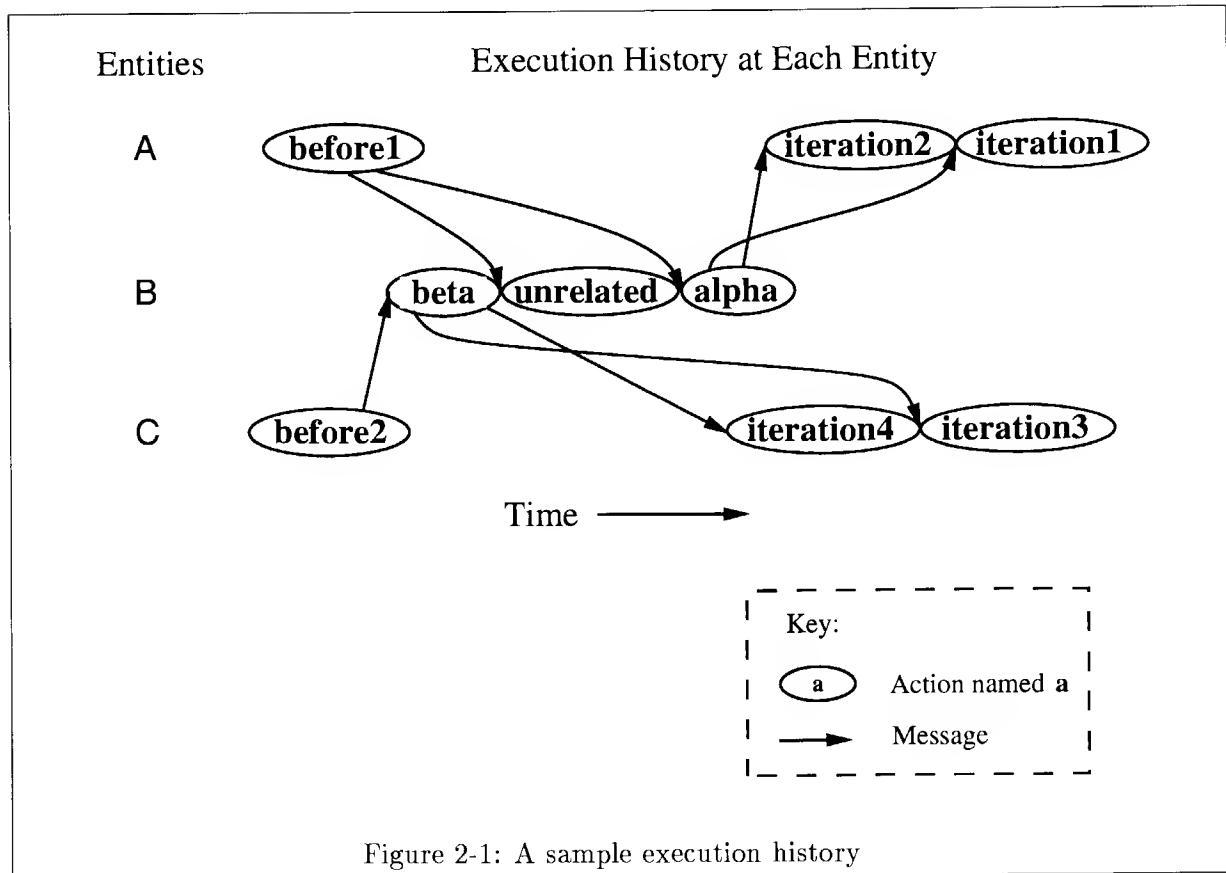 Entities Execution History at Each Entity
A before1 iteration2 iteration1
B beta unrelated alpha
C before2 iteration4 iteration3
Time
Key:
a Action named a
Message
Figure 2-1: A sample execution history